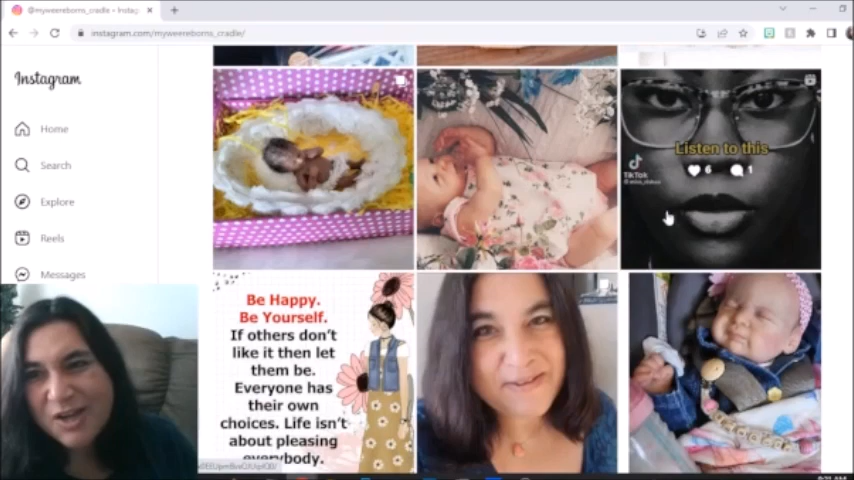 @myweereborns_cradle • Instag
instagram.com/myweereborns_cradle/
Instagram
Home
Search
Explore
Reels
Messages
Listen to this
TikTok
6
1
Be Happy.
Be Yourself.
If others don't
like it then let
them be.
Everyone has
their own
choices. Life isn't
about pleasing
everybody.